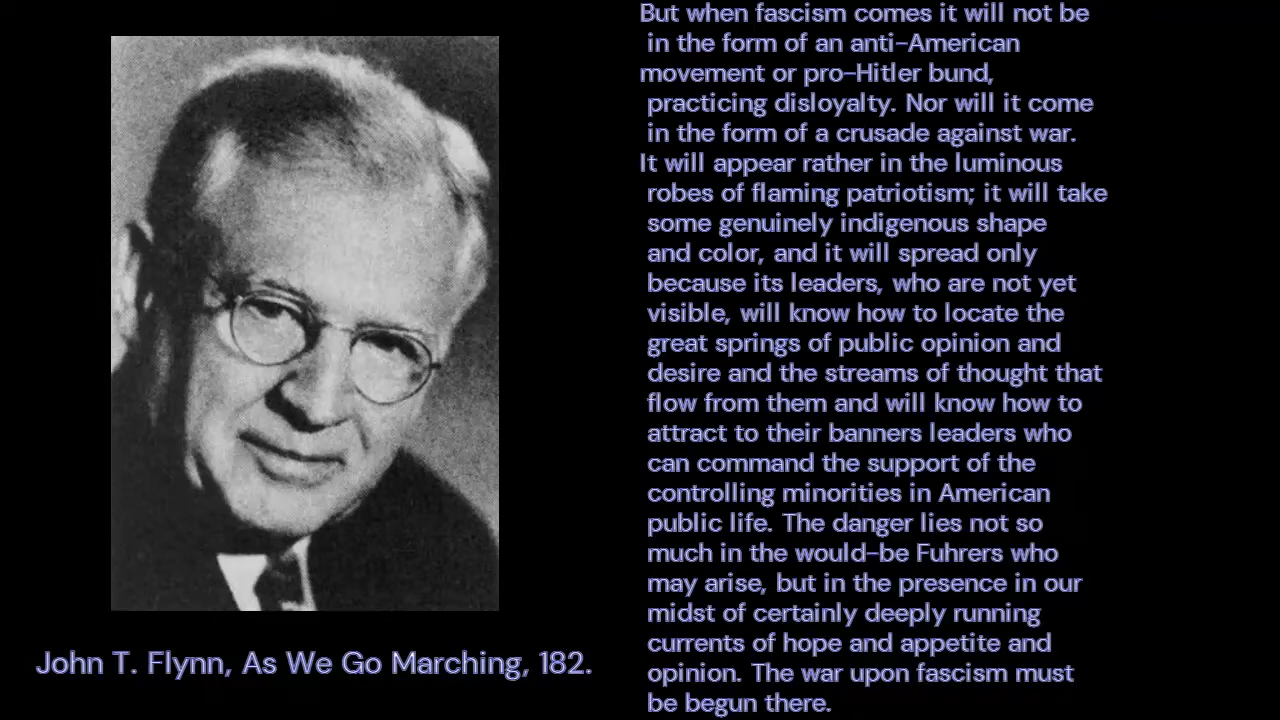 But when fascism comes it will not be
in the form of an anti-American
movement or pro-Hitler bund,
practicing disloyalty. Nor will it come
in the form of a crusade against war.
It will appear rather in the luminous
robes of flaming patriotism; it will take
some genuinely indigenous shape
and color, and it will spread only
because its leaders, who are not yet
visible, will know how to locate the
great springs of public opinion and
desire and the streams of thought that
flow from them and will know how to
attract to their banners leaders who
can command the support of the
controlling minorities in American
public life. The danger lies not so
much in the would-be Fuhrers who
may arise, but in the presence in our
midst of certainly deeply running
currents of hope and appetite and
opinion. The war upon fascism must
be begun there.
John T. Flynn, As We Go Marching, 182.